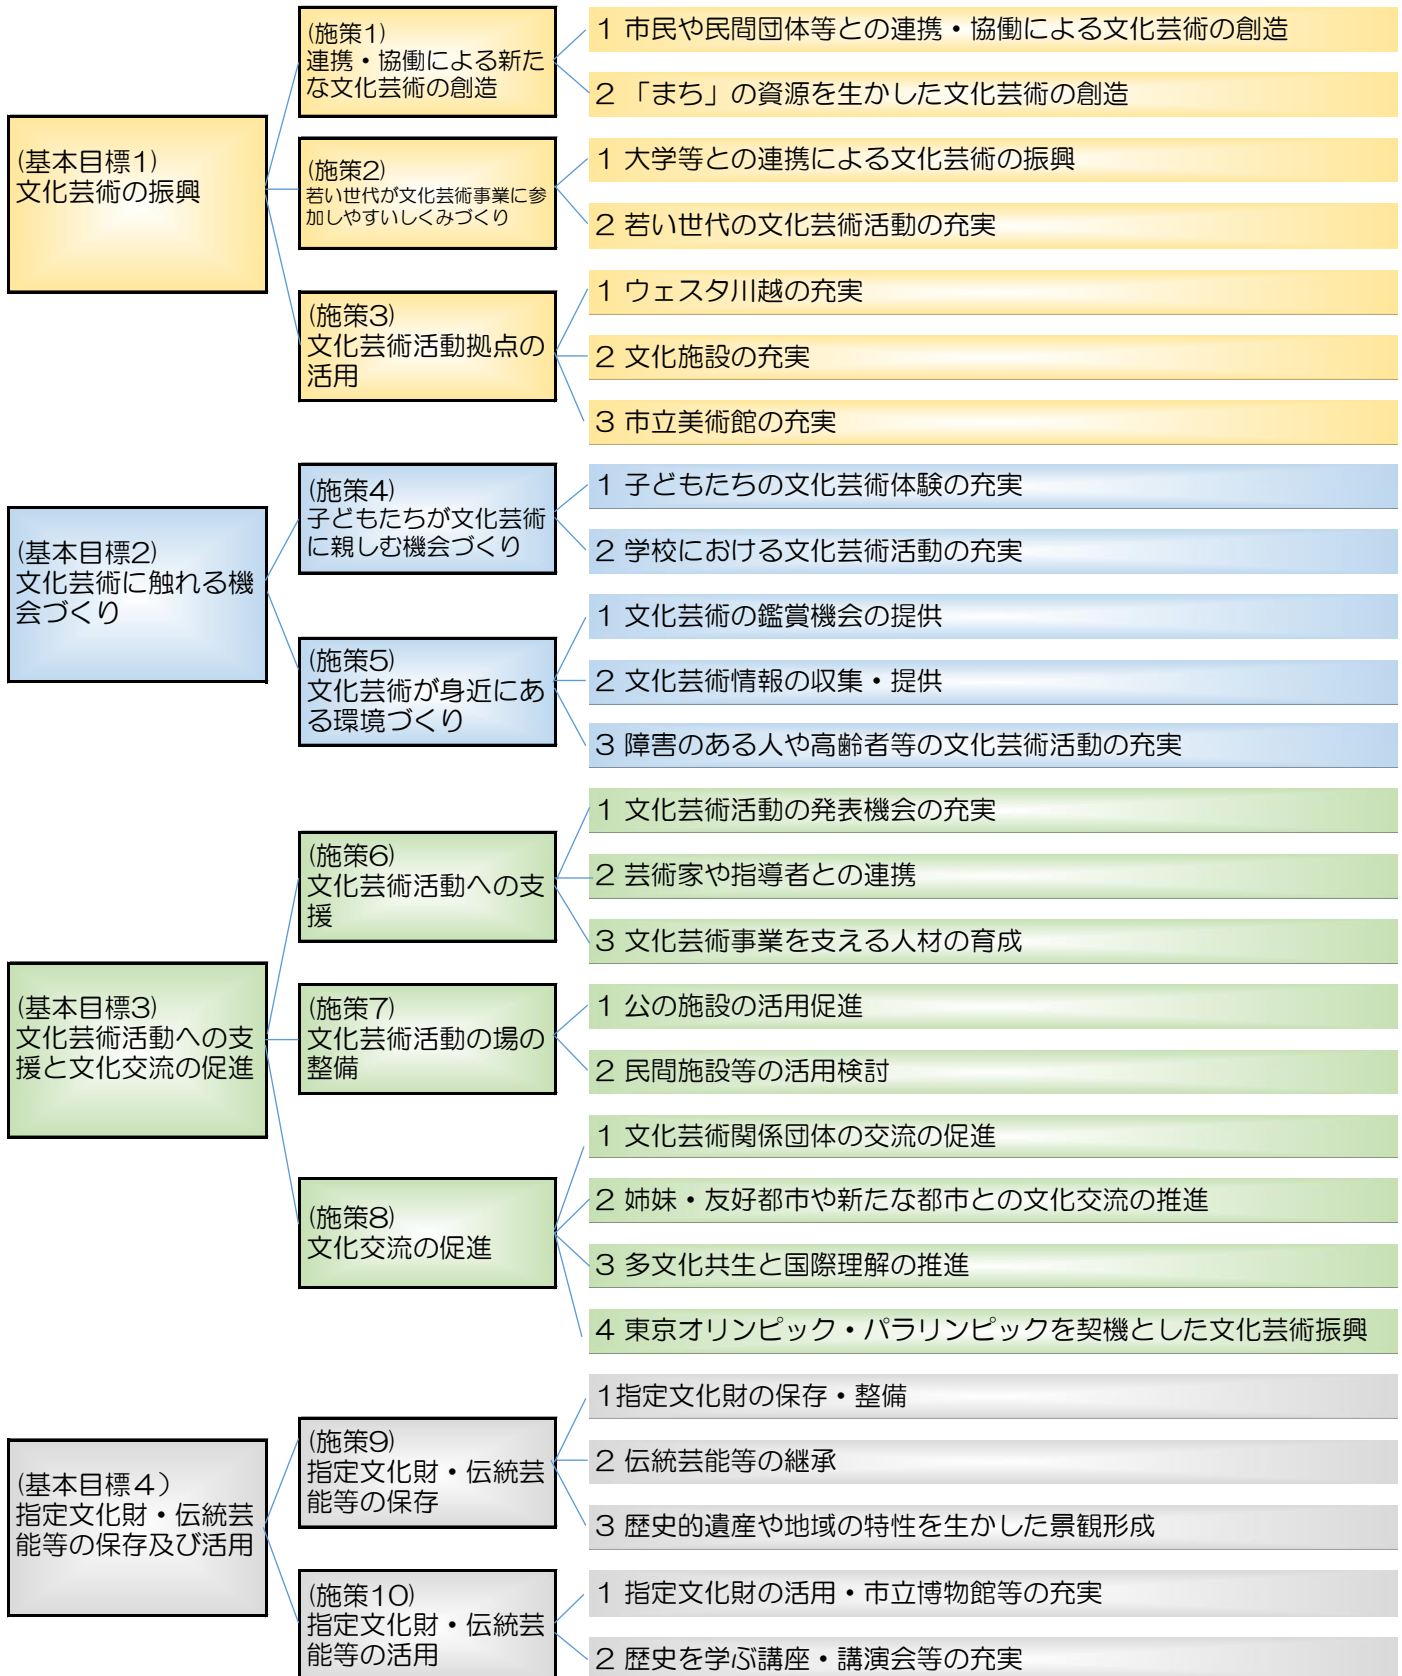 (基本目標1)
文化芸術の振興
(施策1)
連携・協働による新た
な文化芸術の創造
1 市民や民間団体等との連携・協働による文化芸術の創造
2 「まち」の資源を生かした文化芸術の創造
(施策2)
若い世代が文化芸術事業に参
加しやすいしくみづくり
1 大学等との連携による文化芸術の振興
2 若い世代の文化芸術活動の充実
(施策3)
文化芸術活動拠点の
活用
1 ウェスタ川越の充実
2 文化施設の充実
3 市立美術館の充実
(基本目標2)
文化芸術に触れる機
会づくり
(施策4)
子どもたちが文化芸術
に親しむ機会づくり
1 子どもたちの文化芸術体験の充実
2 学校における文化芸術活動の充実
(施策5)
文化芸術が身近にあ
る環境づくり
1 文化芸術の鑑賞機会の提供
2 文化芸術情報の収集・提供
3 障害のある人や高齢者等の文化芸術活動の充実
(基本目標3)
文化芸術活動への支
援と文化交流の促進
(施策6)
文化芸術活動への支
援
1 文化芸術活動の発表機会の充実
2 芸術家や指導者との連携
3 文化芸術事業を支える人材の育成
(施策7)
文化芸術活動の場の
整備
1 公の施設の活用促進
2 民間施設等の活用検討
(施策8)
文化交流の促進
1 文化芸術関係団体の交流の促進
2 姉妹・友好都市や新たな都市との文化交流の推進
3 多文化共生と国際理解の推進
4 東京オリンピック・パラリンピックを契機とした文化芸術振興
(基本目標４)
指定文化財・伝統芸
能等の保存及び活用
(施策9)
指定文化財・伝統芸
能等の保存
1指定文化財の保存・整備
2 伝統芸能等の継承
3 歴史的遺産や地域の特性を生かした景観形成
(施策10)
指定文化財・伝統芸
能等の活用
1 指定文化財の活用・市立博物館等の充実
2 歴史を学ぶ講座・講演会等の充実